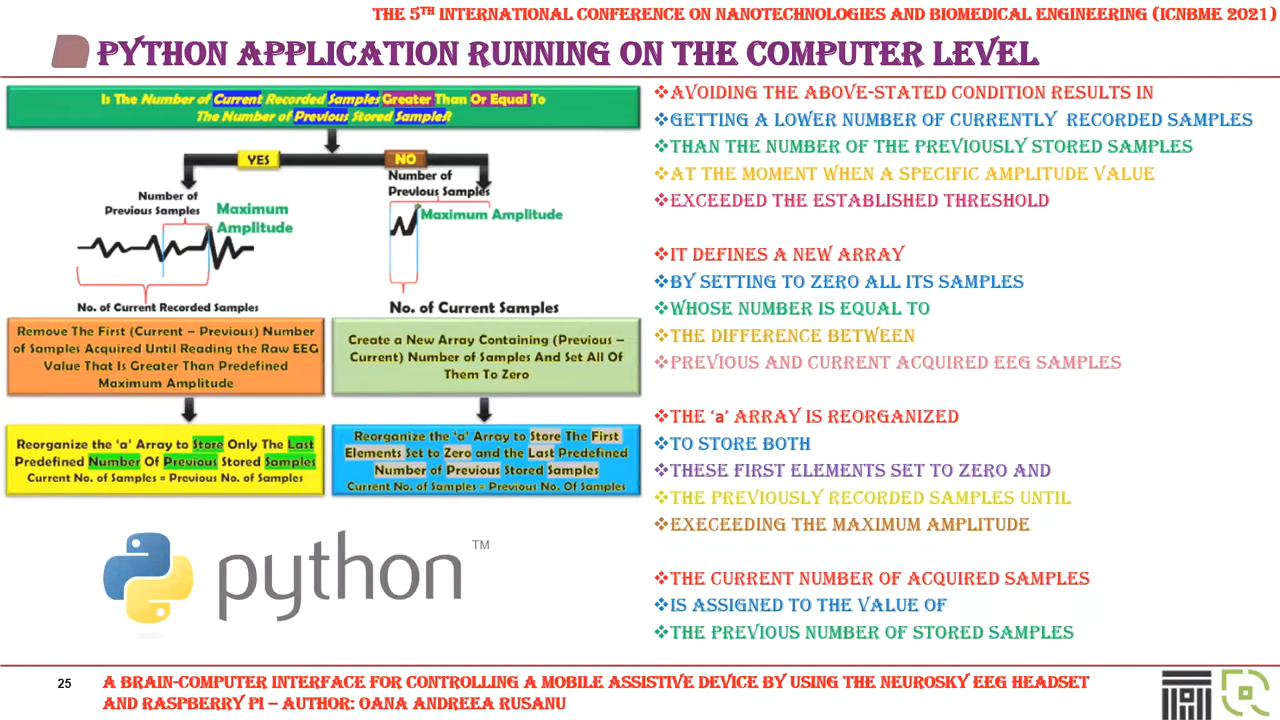 THE 5TH INTERNATIONAL CONFERENCE ON NANOTECHNOLOGIES AND BIOMEDICAL ENGINEERING (ICNBME 2021)
PYTHON APPLICATION RUNNING ON THE COMPUTER LEVEL
Is The Number of Current Recorded Samples Greater Than Or Equal To
The Number of Previous Stored Samples?
YES
NO
Number of
Previous Samples
Maximum
Amplitude
No. of Current Recorded Samples
Number of
Previous Samples
Maximum Amplitude
No. of Current Samples
Remove The First (Current – Previous) Number
of Samples Acquired Until Reading the Raw EEG
Value That Is Greater Than Predefined
Maximum Amplitude
Create a New Array Containing (Previous –
Current) Number of Samples And Set All Of
Them To Zero
Reorganize the ‘a’ Array to Store Only The Last
Predefined Number Of Previous Stored Samples
Current No. of Samples = Previous No. of Samples
Reorganize the ‘a’ Array to Store The First
Elements Set to Zero and the Last Predefined
Number of Previous Stored Samples
Current No. of Samples = Previous No. Of Samples
python
TM
❖AVOIDING THE ABOVE-STATED CONDITION RESULTS IN
❖GETTING A LOWER NUMBER OF CURRENTLY RECORDED SAMPLES
❖THAN THE NUMBER OF THE PREVIOUSLY STORED SAMPLES
❖AT THE MOMENT WHEN A SPECIFIC AMPLITUDE VALUE
❖EXCEEDED THE ESTABLISHED THRESHOLD
❖IT DEFINES A NEW ARRAY
❖BY SETTING TO ZERO ALL ITS SAMPLES
❖WHOSE NUMBER IS EQUAL TO
❖THE DIFFERENCE BETWEEN
❖PREVIOUS AND CURRENT ACQUIRED EEG SAMPLES
❖THE ‘a’ ARRAY IS REORGANIZED
❖TO STORE BOTH
❖THESE FIRST ELEMENTS SET TO ZERO AND
❖THE PREVIOUSLY RECORDED SAMPLES UNTIL
❖EXECEEDING THE MAXIMUM AMPLITUDE
❖THE CURRENT NUMBER OF ACQUIRED SAMPLES
❖IS ASSIGNED TO THE VALUE OF
❖THE PREVIOUS NUMBER OF STORED SAMPLES
25
A BRAIN-COMPUTER INTERFACE FOR CONTROLLING A MOBILE ASSISTIVE DEVICE BY USING THE NEUROSKY EEG HEADSET
AND RASPBERRY PI – AUTHOR: OANA ANDREEA RUSANU